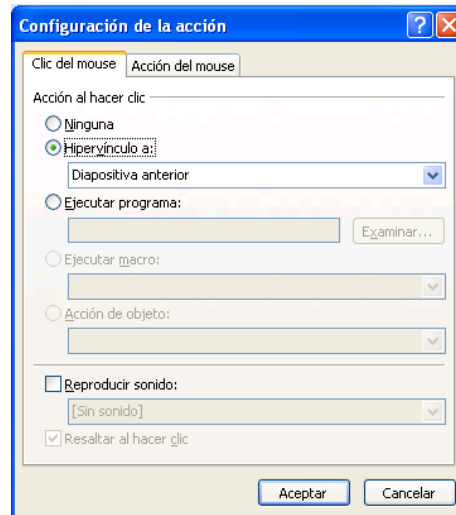 Configuración de la acción
Clic del mouse Acción del mouse
Acción al hacer clic
Ninguna
Hipervínculo a:
Diapositiva anterior
Ejecutar programa:
Examinar...
Ejecutar macro:
Acción de objeto:
Reproducir sonido:
[Sin sonido]
Resaltar al hacer clic
Aceptar Cancelar